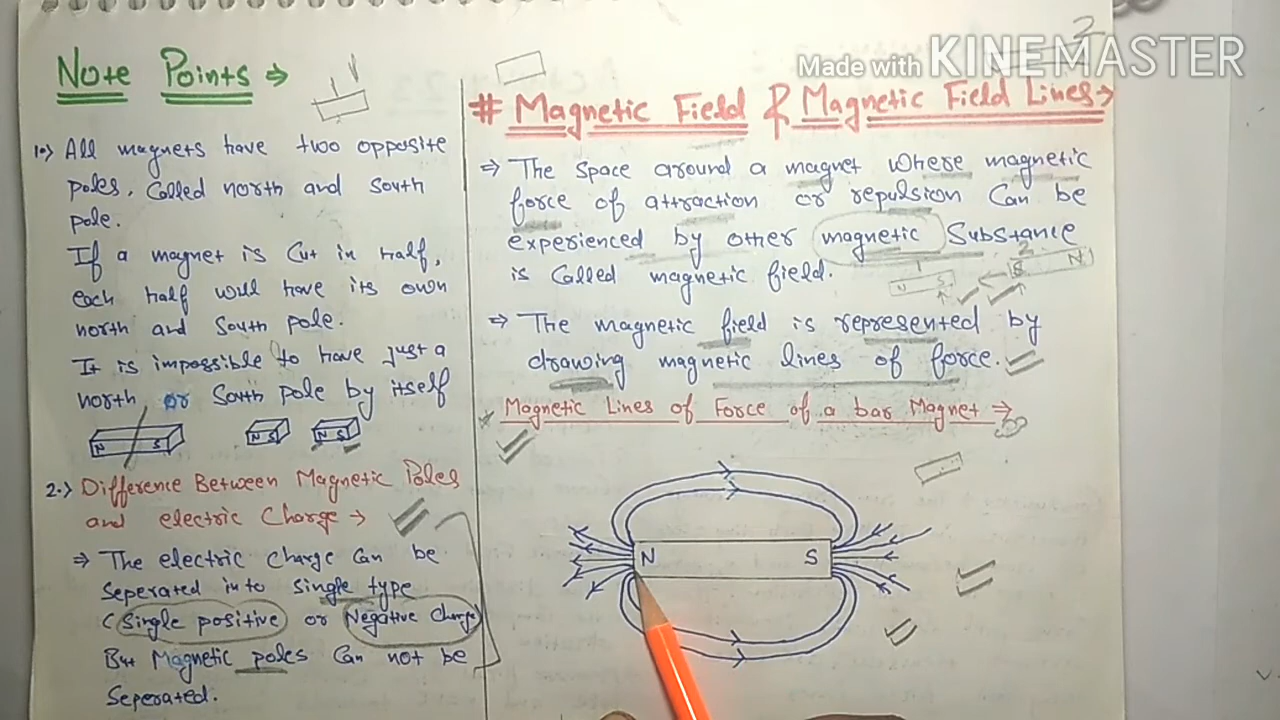 Made with KINEMASTER
2
Note Points ⇒
1.) All magnets have two opposite
poles, Called north and south
pole.
If a magnet is Cut in half,
each half will have its own
north and South pole.
It is impossible to have just a
north or South pole by itself
N S N S N S
2.) Difference Between Magnetic Poles
and electric Charge →
⇒ The electric Charge Can be
Seperated in to Single type
(Single positive or Negative Charge
But Magnetic poles Can not be
Seperated.
# Magnetic Field & Magnetic Field Lines→
⇒ The Space around a magnet where magnetic
force of attraction or repulsion Can be
experienced by other magnetic Substance
is Called magnetic field.
1 2
N S S N
⇒ The magnetic field is represented by
drawing magnetic lines of force.
* Magnetic Lines of Force of a bar Magnet ⇒
N S